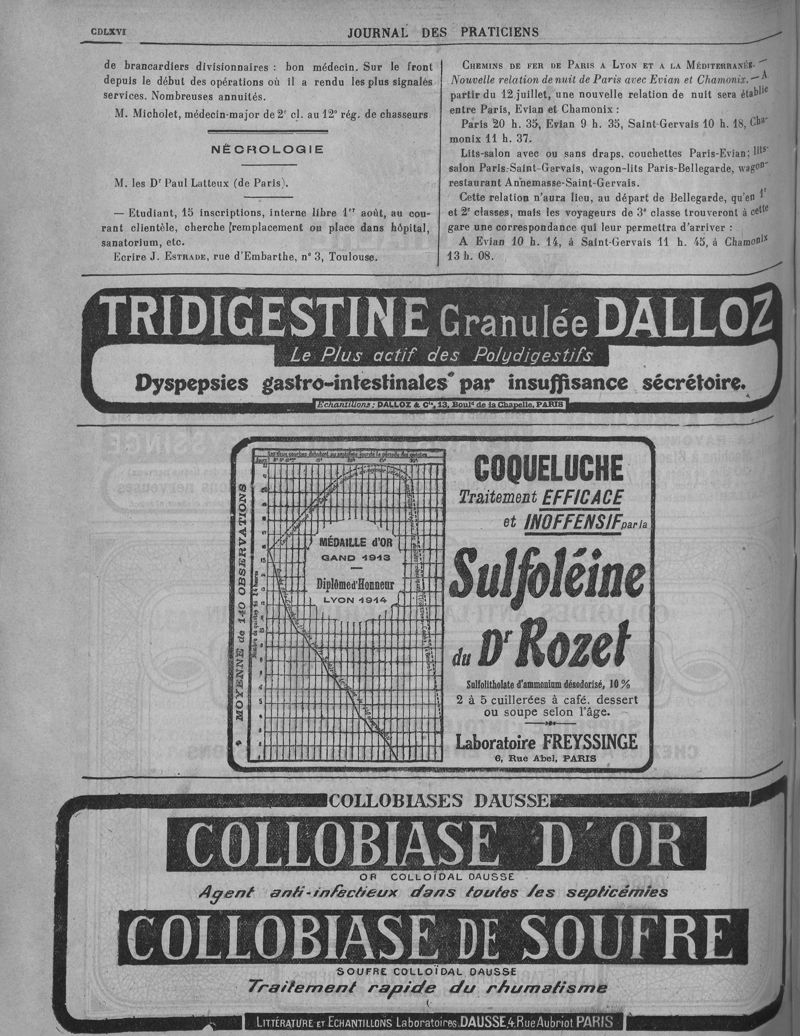 CDLXVI
JOURNAL DES PRATICIENS
de brancardiers divisionnaires : bon médecin. Sur le front
depuis le début des opérations où il a rendu les plus signalés
services. Nombreuses annuités.
M. Micholet, médecin-major de 2e cl. au 12e rég. de chasseurs
NÉCROLOGIE
M. les Dr Paul Latteux (de Paris).
— Etudiant, 15 inscriptions, interne libre 1er août, au cou-
rant clientèle, cherche [remplacement ou place dans hôpital,
sanatorium, etc.
Ecrire J. ESTRADE, rue d'Embarthe, n° 3, Toulouse.
CHEMINS DE FER DE PARIS A LYON ET A LA MÉDITERRANÉE. —
Nouvelle relation de nuit de Paris avec Evian et Chamonix. — A
partir du 12 juillet, une nouvelle relation de nuit sera établie
entre Paris, Evian et Chamonix :
Paris 20 h. 35, Evian 9 h. 35, Saint-Gervais 10 h. 18, Cha-
monix 11 h. 37.
Lits-salon avec ou sans draps, couchettes Paris-Evian; lits-
salon Paris-Saint-Gervais, wagon-lits Paris-Bellegarde, wagon-
restaurant Annemasse-Saint-Gervais.
Cette relation n'aura lieu, au départ de Bellegarde, qu'en 1r
et 2e classes, mais les voyageurs de 3e classe trouveront à cette
gare une correspondance qui leur permettra d'arriver :
A Evian 10 h. 14, à Saint-Gervais 11 h. 45, à Chamonix
13 h. 08.
TRIDIGESTINE Granulée DALLOZ
Le Plus actif des Polydigestifs
Dyspepsies gastro-intestinales par insuffisance sécrétoire.
Echantillons : DALLOZ & Cie, 13, Bould de la Chapelle, PARIS
MOYENNE de 140 OBSERVATIONS
MÉDAILLE d'OR
GAND 1913
Diplôme d'Honneur
LYON 1914
COQUELUCHE
Traitement EFFICACE
et INOFFENSIF par la
Sulfoléine
du Dr Rozet
Sulfolitholate d'ammonium désodorisé, 10 %
2 à 5 cuillerées à café, dessert
ou soupe selon l'âge.
Laboratoire FREYSSINGE
6, Rue Abel, PARIS
COLLOBIASES DAUSSE
COLLOBIASE D'OR
OR COLLOÏDAL DAUSSE
Agent anti-infectieux dans toutes les septicémies
COLLOBIASE DE SOUFRE
SOUFRE COLLOÏDAL DAUSSE
Traitement rapide du rhumatisme
LITTÉRATURE ET ECHANTILLONS Laboratoires DAUSSE, 4, Rue Aubriot PARIS